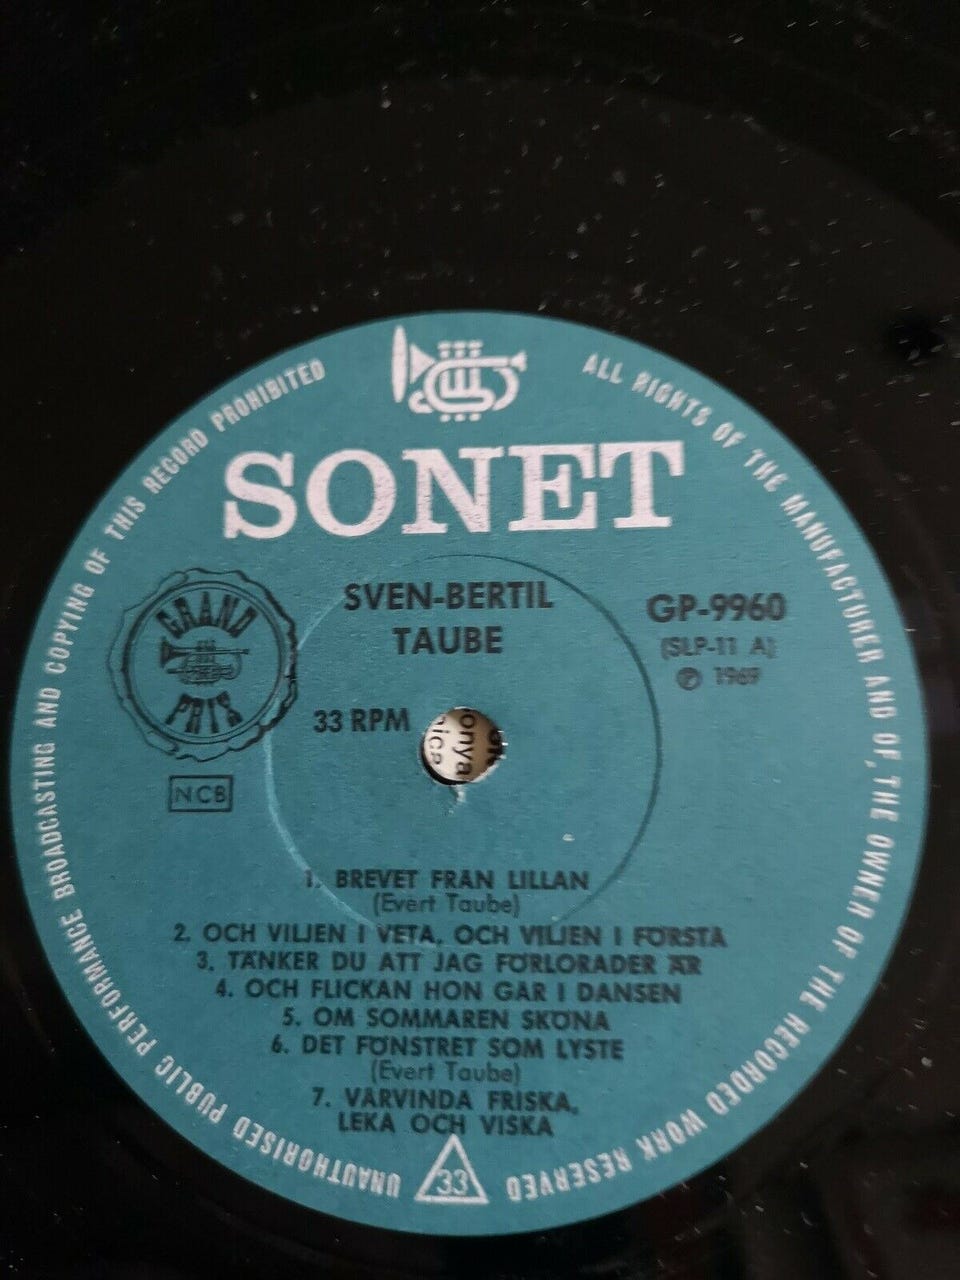 UNAUTHORISED PUBLIC PERFORMANCE BROADCASTING AND COPYING OF THIS RECORD PROHIBITED
ALL RIGHTS OF THE MANUFACTURER AND OF THE OWNER OF THE RECORDED WORK RESERVED
SONET
GRAND
PRIX
SVEN-BERTIL
TAUBE
GP-9960
(SLP-11 A)
℗ 1969
33 RPM
NCB
1. BREVET FRÅN LILLAN
(Evert Taube)
2. OCH VILJEN I VETA, OCH VILJEN I FÖRSTA
3. TÄNKER DU ATT JAG FÖRLORADER ÄR
4. OCH FLICKAN HON GÅR I DANSEN
5. OM SOMMAREN SKÖNA
6. DET FÖNSTRET SOM LYSTE
(Evert Taube)
7. VÅRVINDA FRISKA,
LEKA OCH VISKA
33